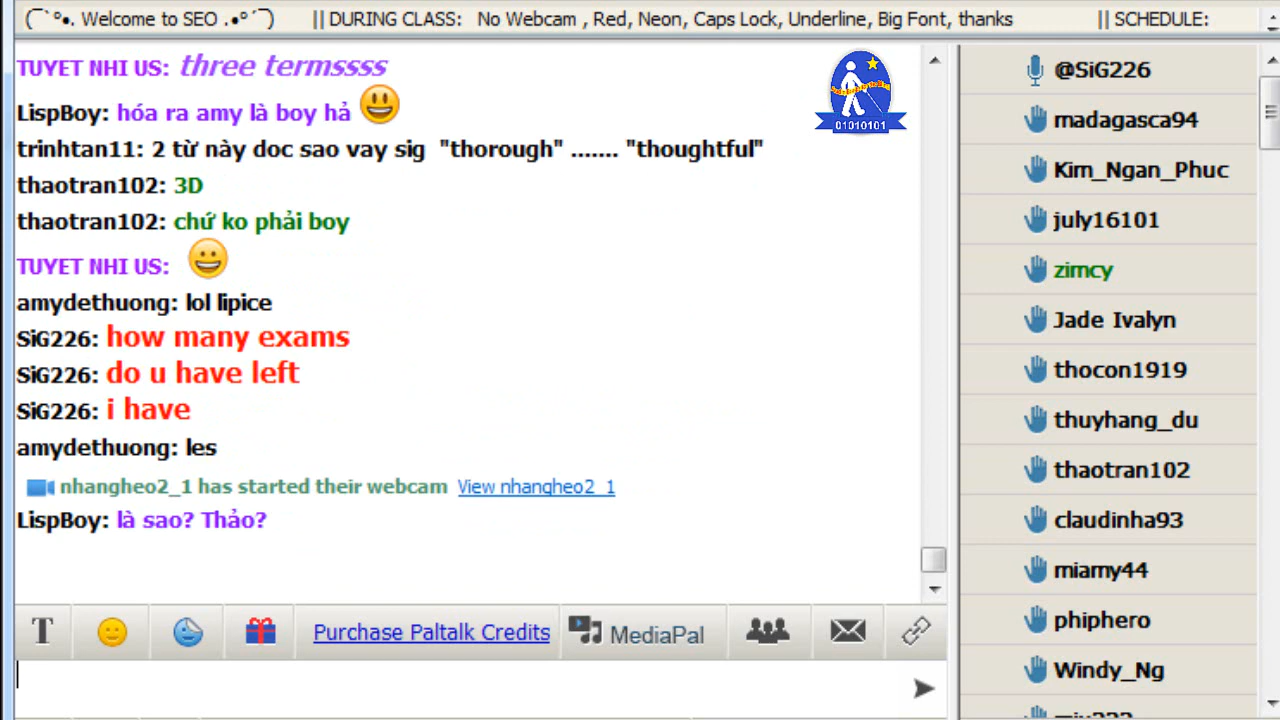 (¯`°•. Welcome to SEO .•°´¯) || DURING CLASS: No Webcam , Red, Neon, Caps Lock, Underline, Big Font, thanks || SCHEDULE:
TUYET NHI US: three termssss
LispBoy: hóa ra amy là boy hả
trinhtan11: 2 từ này doc sao vay sig "thorough" ....... "thoughtful"
thaotran102: 3D
thaotran102: chứ ko phải boy
TUYET NHI US:
amydethuong: lol lipice
SiG226: how many exams
SiG226: do u have left
SiG226: i have
amydethuong: les
nhangheo2_1 has started their webcam View nhangheo2_1
LispBoy: là sao? Thảo?
01010101
T
Purchase Paltalk Credits
MediaPal
@SiG226
madagasca94
Kim_Ngan_Phuc
july16101
zimcy
Jade Ivalyn
thocon1919
thuyhang_du
thaotran102
claudinha93
miamy44
phiphero
Windy_Ng